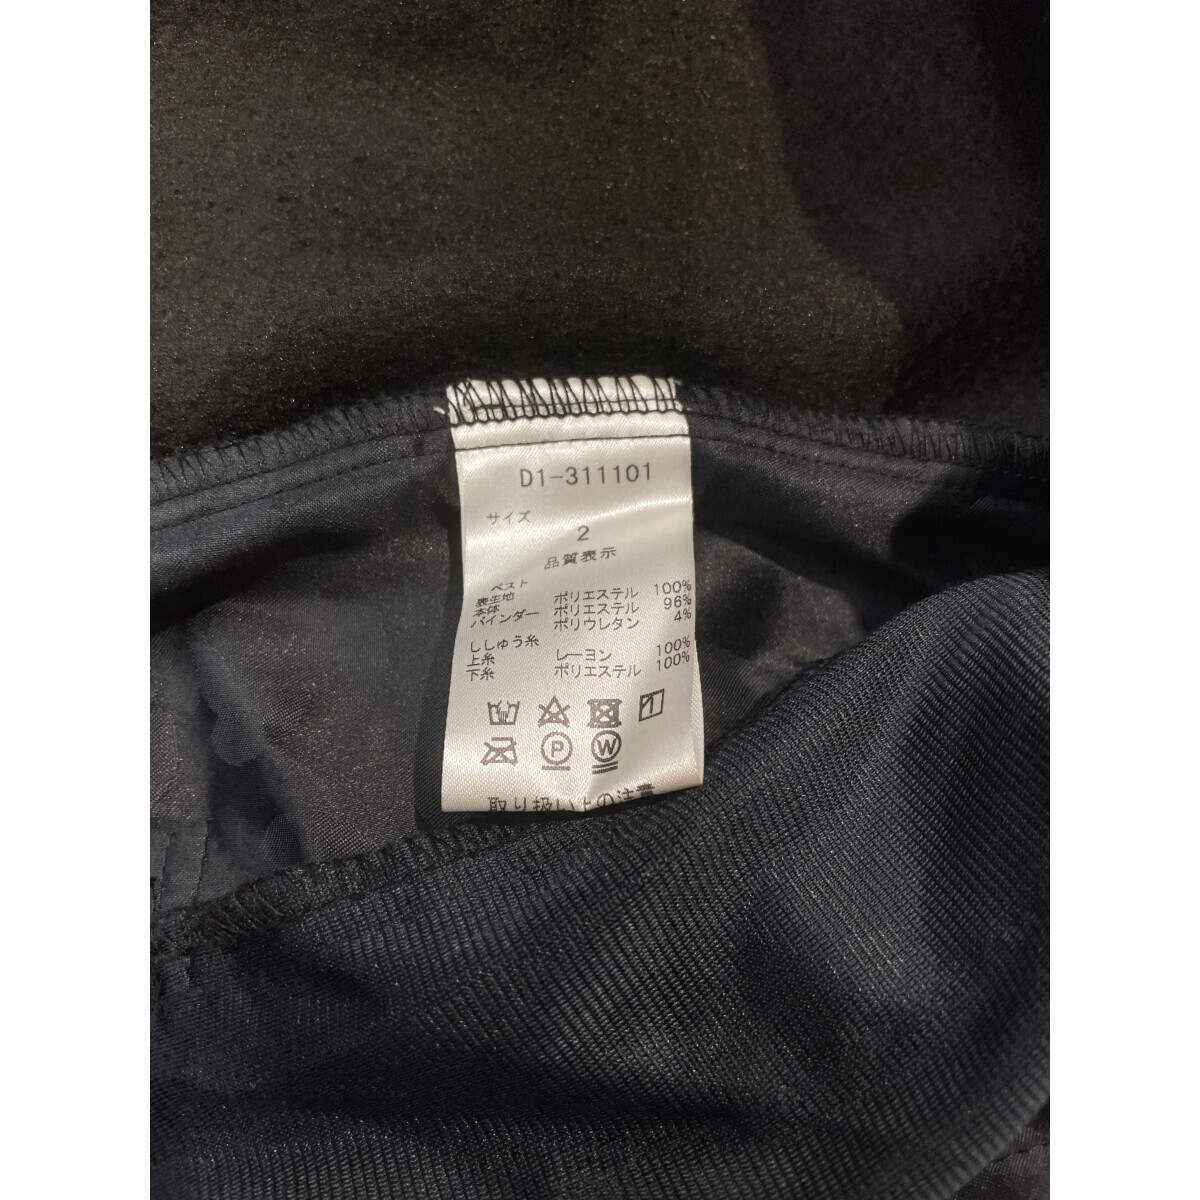 D1-311101
サイズ
2
品質表示
ベスト
表生地 ポリエステル 100%
本体 ポリエステル 96%
バインダー ポリウレタン 4%
ししゅう糸
上糸 レーヨン 100%
下糸 ポリエステル 100%
1
P W
取り扱い上の注意